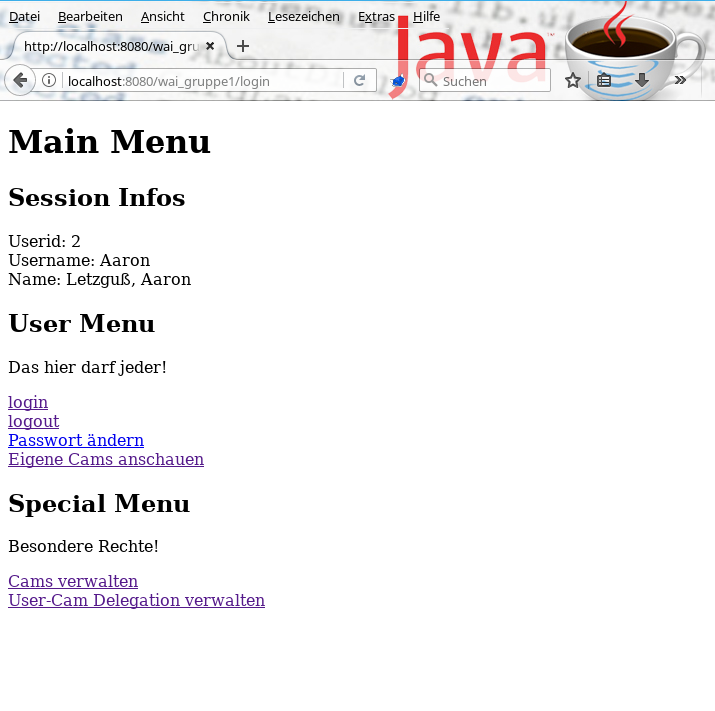 Datei Bearbeiten Ansicht Chronik Lesezeichen Extras Hilfe
Java
http://localhost:8080/wai_gru
localhost:8080/wai_gruppe1/login
Suchen
Main Menu
Session Infos
Userid: 2
Username: Aaron
Name: Letzguß, Aaron
User Menu
Das hier darf jeder!
login
logout
Passwort ändern
Eigene Cams anschauen
Special Menu
Besondere Rechte!
Cams verwalten
User-Cam Delegation verwalten